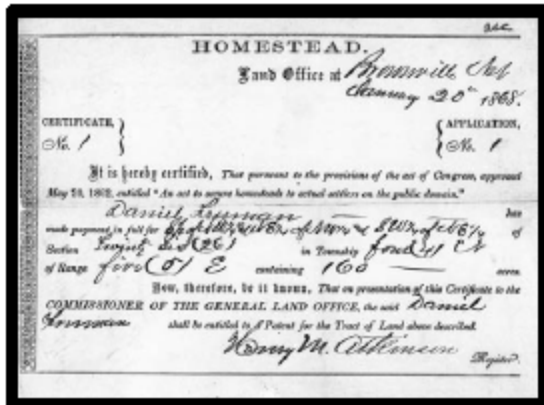 HOMESTEAD.
Land Office at Brownville Neb
January 20th 1868.
CERTIFICATE, No. 1 } { APPLICATION, No. 1
It is hereby certified, That pursuant to the provisions of the act of Congress, approved
May 20, 1862, entitled "An act to secure homesteads to actual settlers on the public domain."
Daniel Freeman has
made payment in full for of
Section Twenty six (26) in Township four (4) N
of Range five (5) E containing 160 acres.
Now, therefore, be it known, That on presentation of this Certificate to the
COMMISSIONER OF THE GENERAL LAND OFFICE, the said Daniel
Freeman shall be entitled to a Patent for the Tract of Land above described.
Henry M. Atkinson
Register.